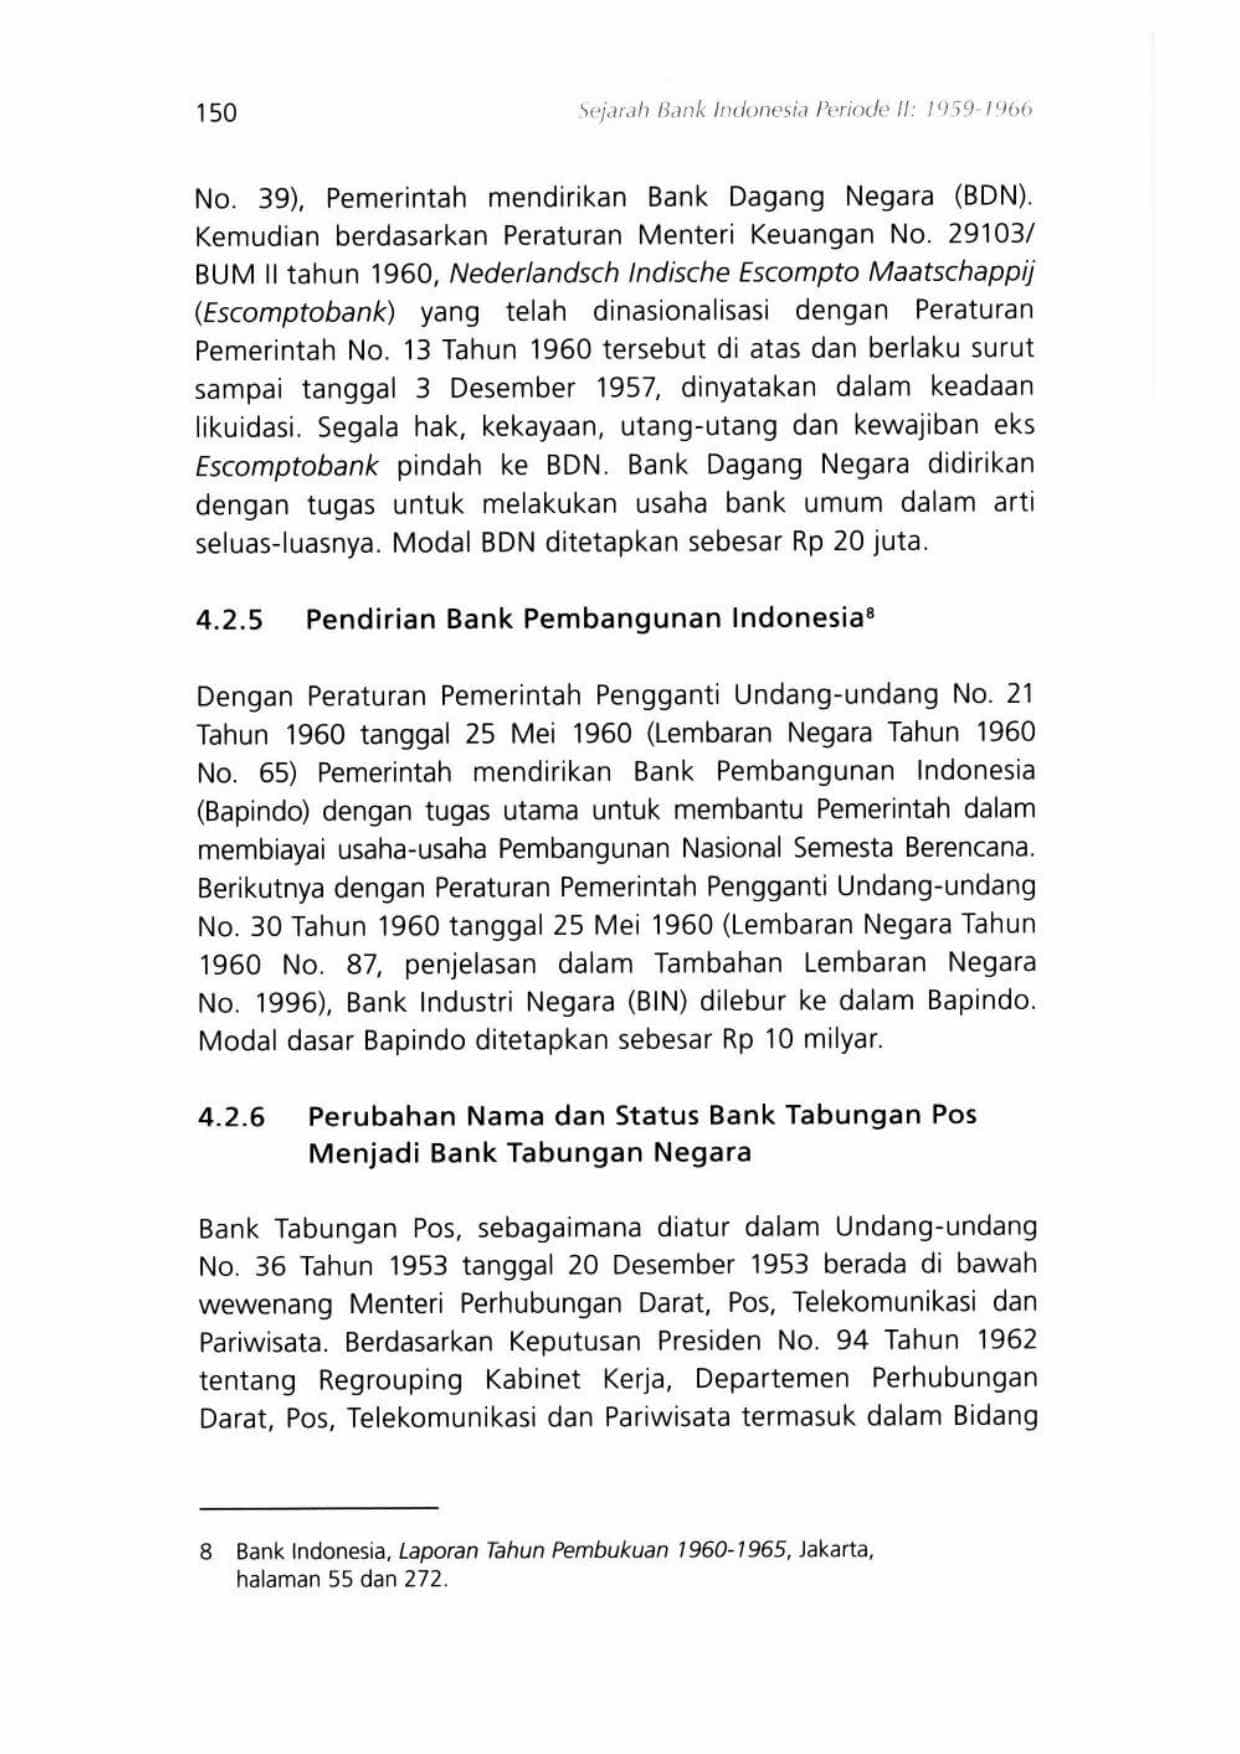 150
Sejarah Bank Indonesia Periode II: 1959-1966
No. 39), Pemerintah mendirikan Bank Dagang Negara (BDN).
Kemudian berdasarkan Peraturan Menteri Keuangan No. 29103/
BUM II tahun 1960, Nederlandsch Indische Escompto Maatschappij
(Escomptobank) yang telah dinasionalisasi dengan Peraturan
Pemerintah No. 13 Tahun 1960 tersebut di atas dan berlaku surut
sampai tanggal 3 Desember 1957, dinyatakan dalam keadaan
likuidasi. Segala hak, kekayaan, utang-utang dan kewajiban eks
Escomptobank pindah ke BDN. Bank Dagang Negara didirikan
dengan tugas untuk melakukan usaha bank umum dalam arti
seluas-luasnya. Modal BDN ditetapkan sebesar Rp 20 juta.
4.2.5 Pendirian Bank Pembangunan Indonesia⁸
Dengan Peraturan Pemerintah Pengganti Undang-undang No. 21
Tahun 1960 tanggal 25 Mei 1960 (Lembaran Negara Tahun 1960
No. 65) Pemerintah mendirikan Bank Pembangunan Indonesia
(Bapindo) dengan tugas utama untuk membantu Pemerintah dalam
membiayai usaha-usaha Pembangunan Nasional Semesta Berencana.
Berikutnya dengan Peraturan Pemerintah Pengganti Undang-undang
No. 30 Tahun 1960 tanggal 25 Mei 1960 (Lembaran Negara Tahun
1960 No. 87, penjelasan dalam Tambahan Lembaran Negara
No. 1996), Bank Industri Negara (BIN) dilebur ke dalam Bapindo.
Modal dasar Bapindo ditetapkan sebesar Rp 10 milyar.
4.2.6 Perubahan Nama dan Status Bank Tabungan Pos
Menjadi Bank Tabungan Negara
Bank Tabungan Pos, sebagaimana diatur dalam Undang-undang
No. 36 Tahun 1953 tanggal 20 Desember 1953 berada di bawah
wewenang Menteri Perhubungan Darat, Pos, Telekomunikasi dan
Pariwisata. Berdasarkan Keputusan Presiden No. 94 Tahun 1962
tentang Regrouping Kabinet Kerja, Departemen Perhubungan
Darat, Pos, Telekomunikasi dan Pariwisata termasuk dalam Bidang
8 Bank Indonesia, Laporan Tahun Pembukuan 1960-1965, Jakarta,
halaman 55 dan 272.